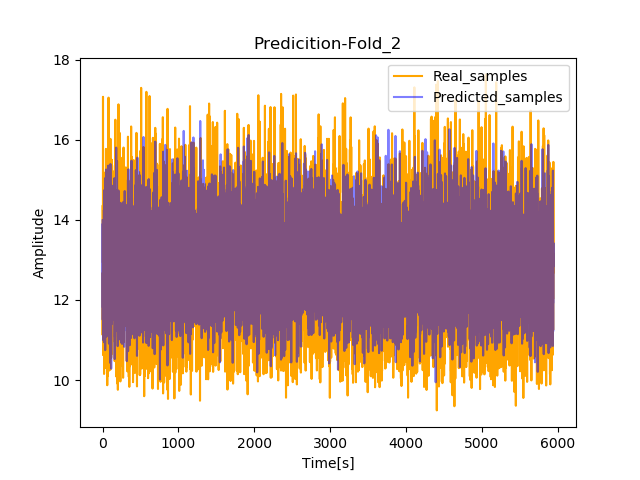 Predicition-Fold_2
18
Real_samples
Predicted_samples
16
14
12
10
Amplitude
0 1000 2000 3000 4000 5000 6000
Time[s]